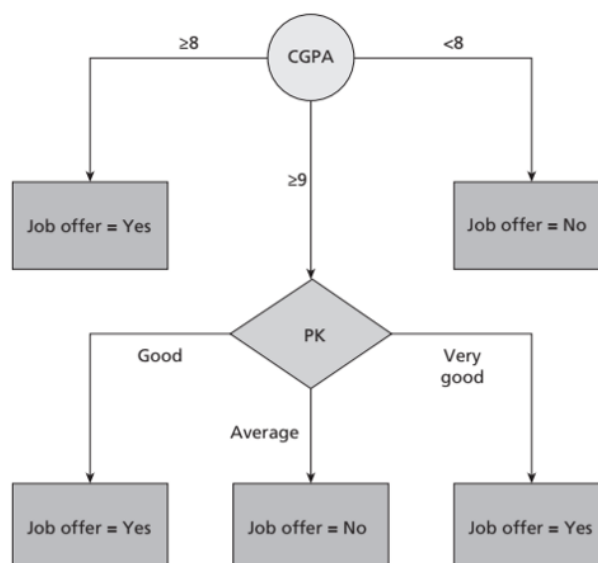 ≥8
CGPA
<8
≥9
Job offer = Yes
Job offer = No
PK
Good
Very
good
Average
Job offer = Yes
Job offer = No
Job offer = Yes